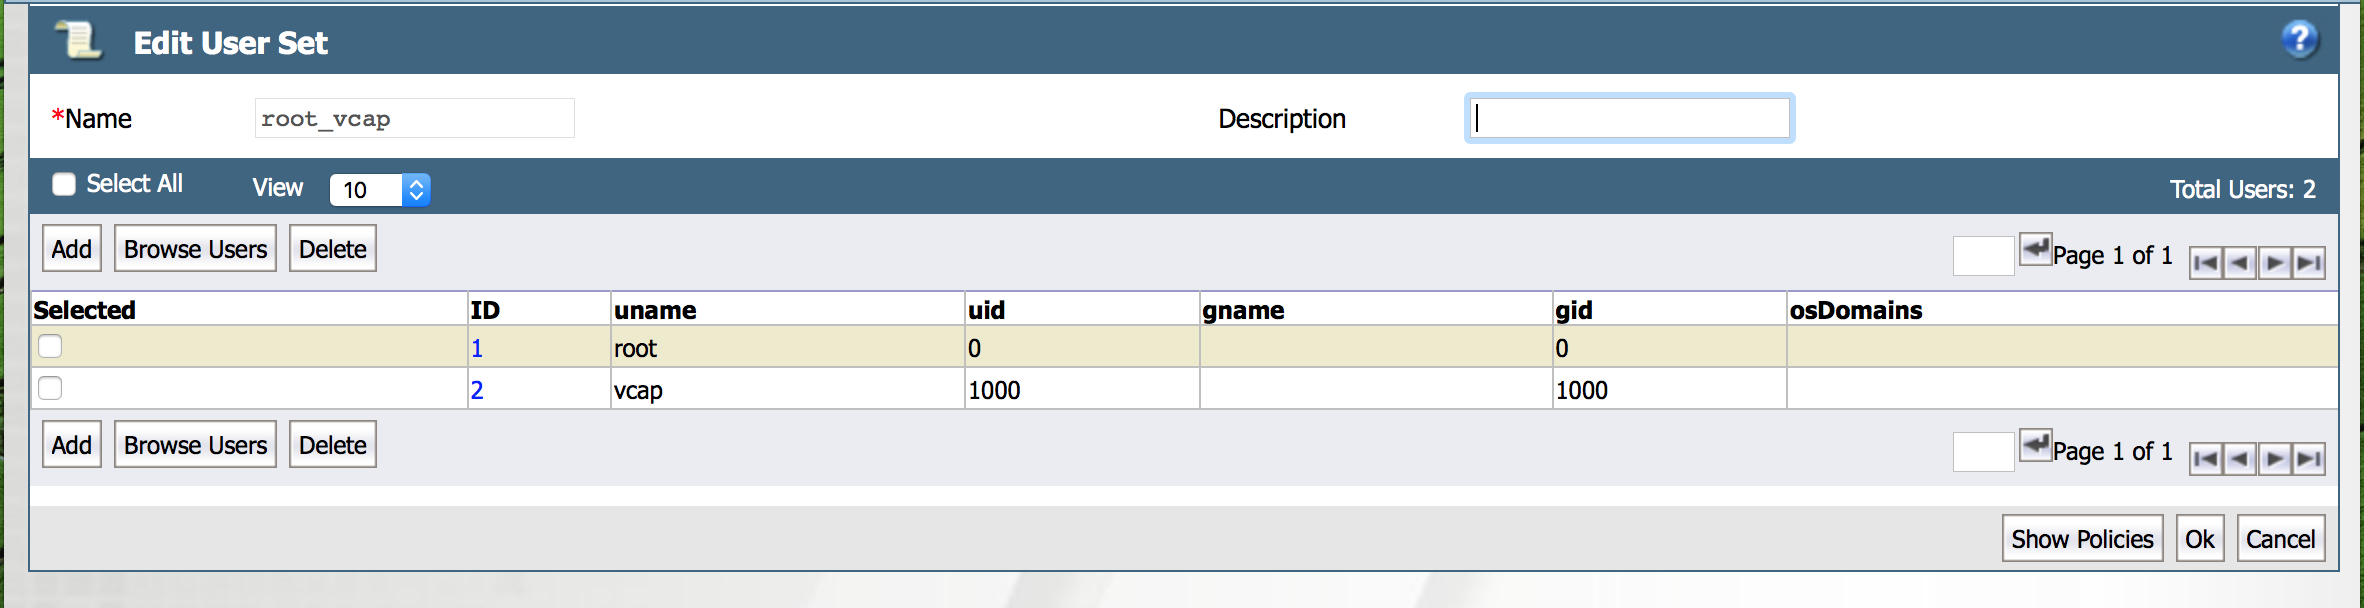 Edit User Set ?
*Name root_vcap Description
Select All View 10 Total Users: 2
Add Browse Users Delete Page 1 of 1
Selected ID uname uid gname gid osDomains
1 root 0 0
2 vcap 1000 1000
Add Browse Users Delete Page 1 of 1
Show Policies Ok Cancel